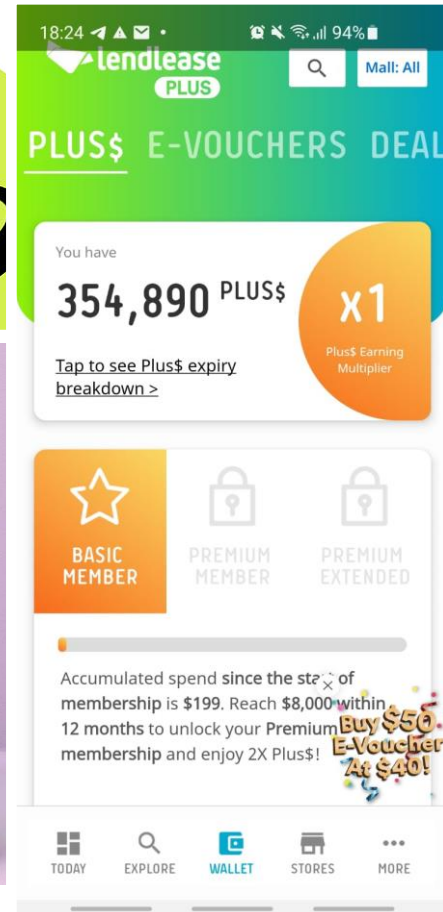 18:24
94%
lendlease
PLUS
Mall: All
PLUS$ E-VOUCHERS DEAL
You have
354,890 PLUS$
x1
Plus$ Earning
Multiplier
Tap to see Plus$ expiry
breakdown >
BASIC
MEMBER
PREMIUM
MEMBER
PREMIUM
EXTENDED
Accumulated spend since the start of
membership is $199. Reach $8,000 within
12 months to unlock your Premium
membership and enjoy 2X Plus$!
Buy $50
E-Voucher
At $40!
TODAY EXPLORE WALLET STORES MORE